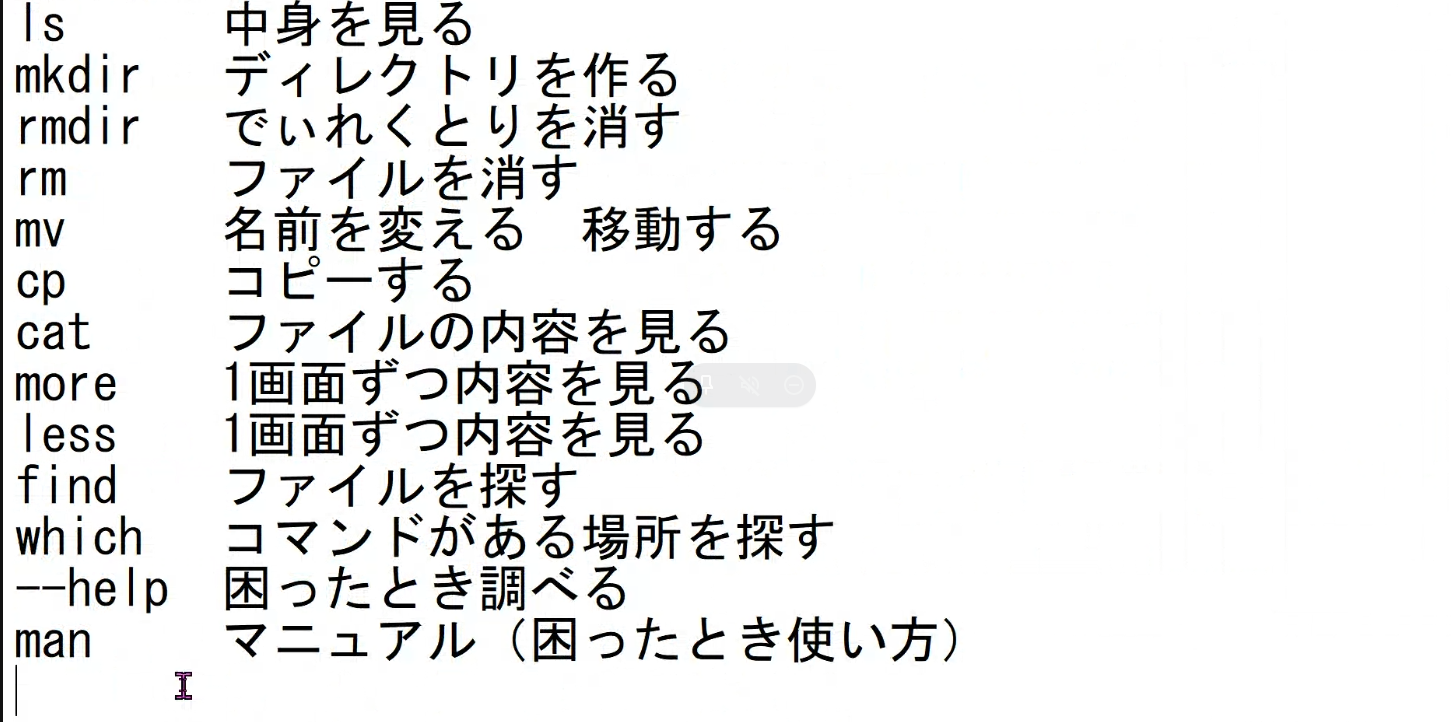 ls 中身を見る
mkdir ディレクトリを作る
rmdir でぃれくとりを消す
rm ファイルを消す
mv 名前を変える　移動する
cp コピーする
cat ファイルの内容を見る
more 1画面ずつ内容を見る
less 1画面ずつ内容を見る
find ファイルを探す
which コマンドがある場所を探す
--help 困ったとき調べる
man マニュアル（困ったとき使い方）